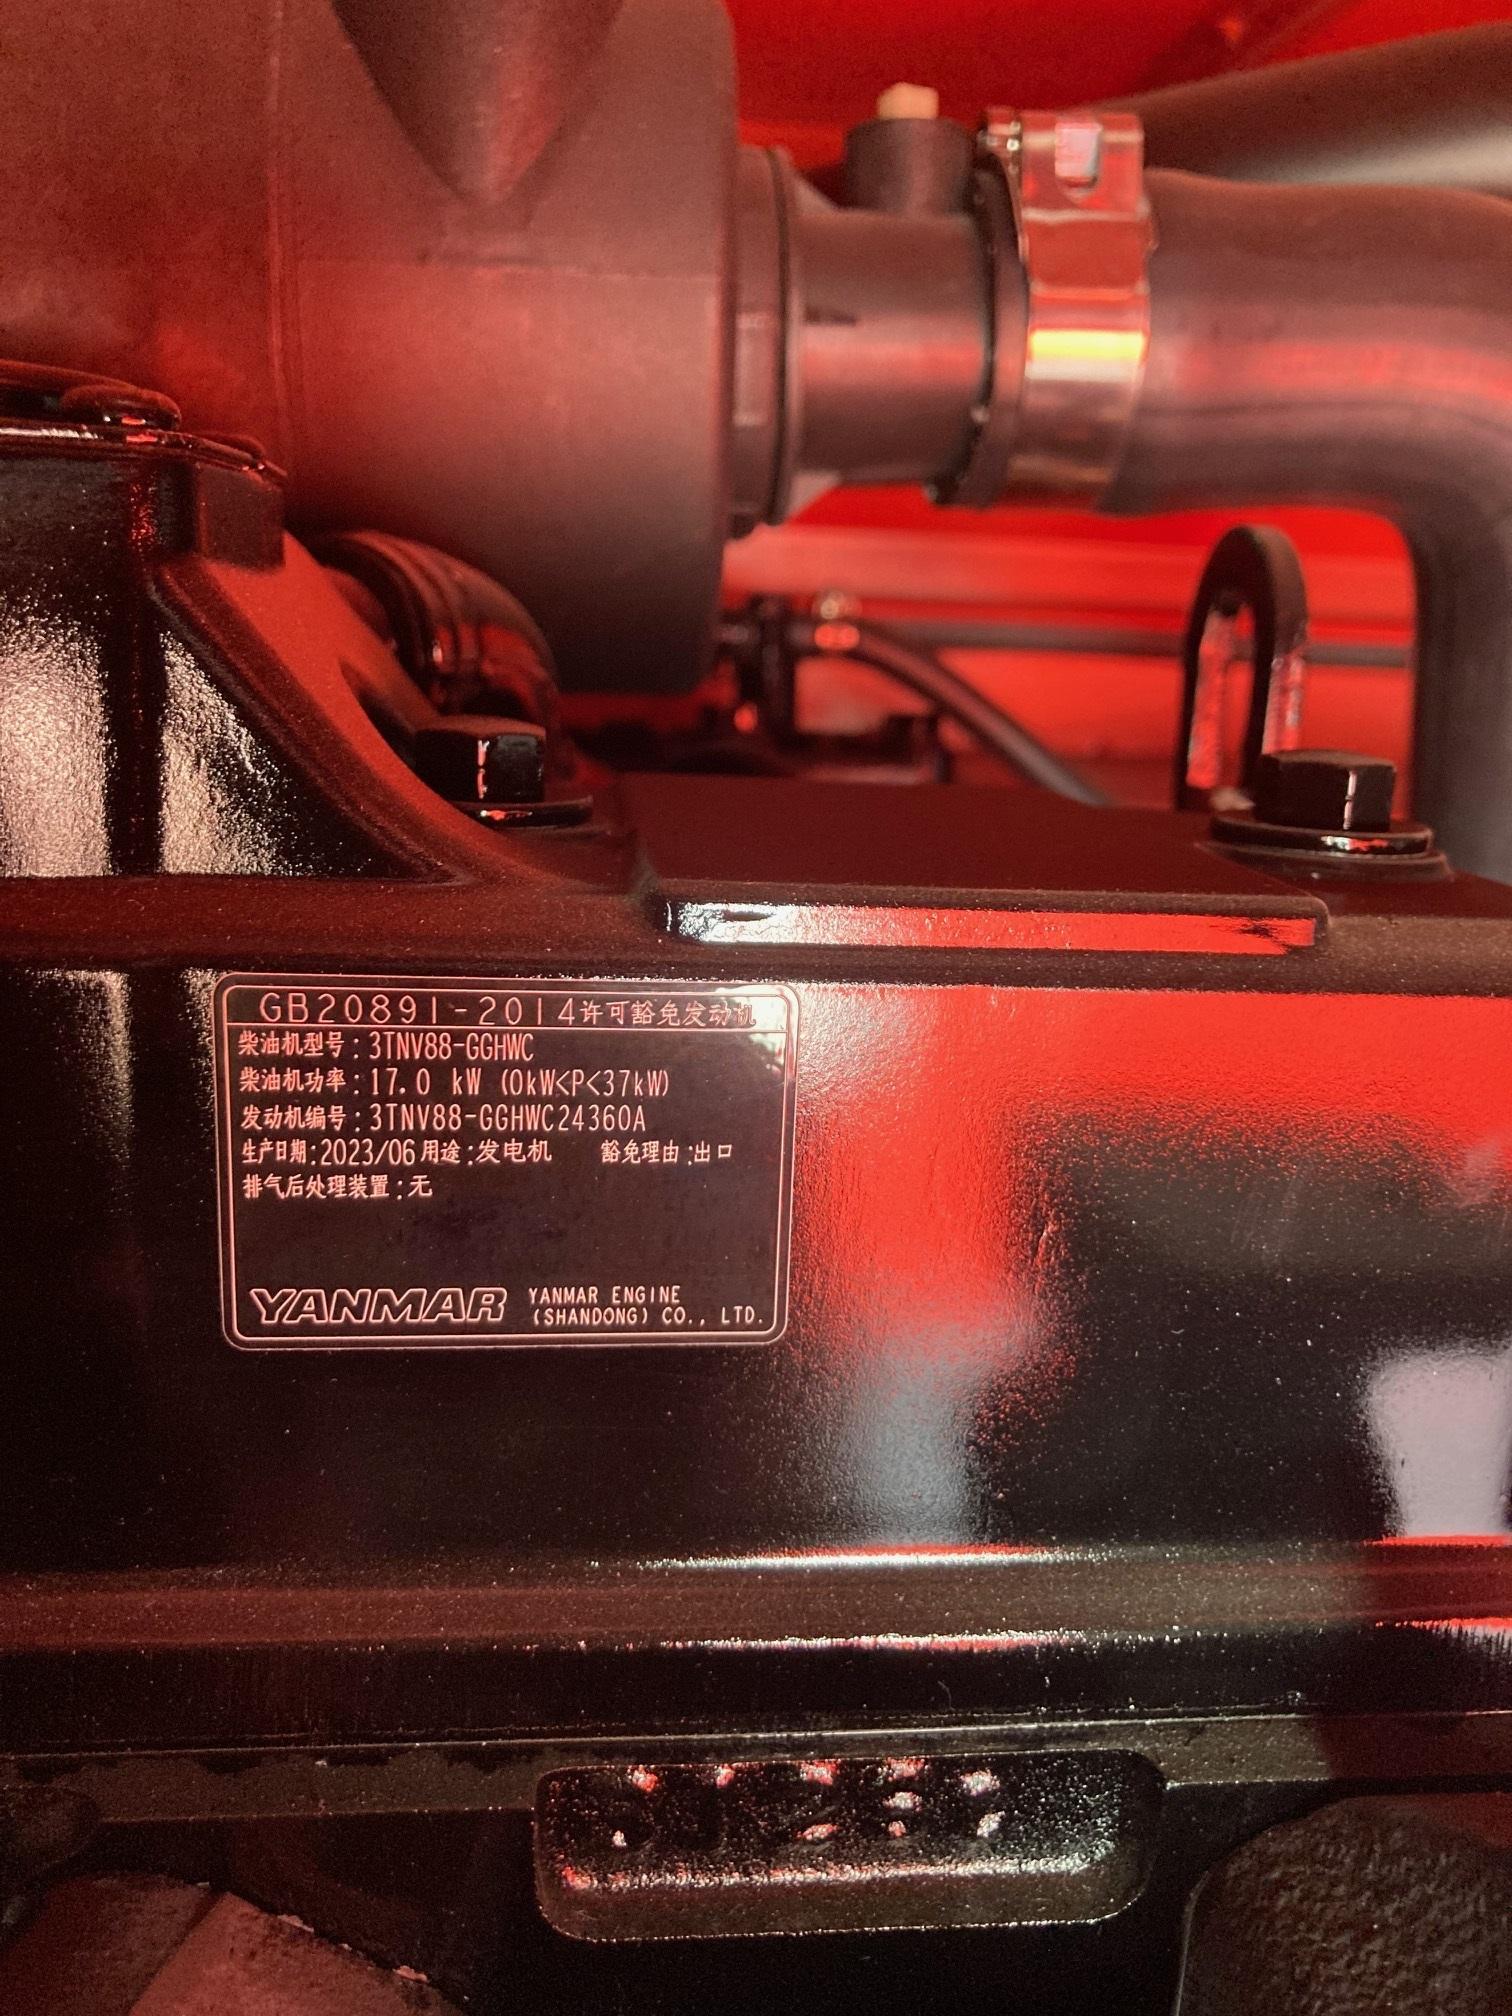 GB20891-2014许可豁免发动机
柴油机型号:3TNV88-GGHWC
柴油机功率:17.0 kW (0kW<P<37kW)
发动机编号:3TNV88-GGHWC24360A
生产日期:2023/06 用途:发电机 豁免理由:出口
排气后处理装置:无
YANMAR
YANMAR ENGINE
(SHANDONG) CO., LTD.